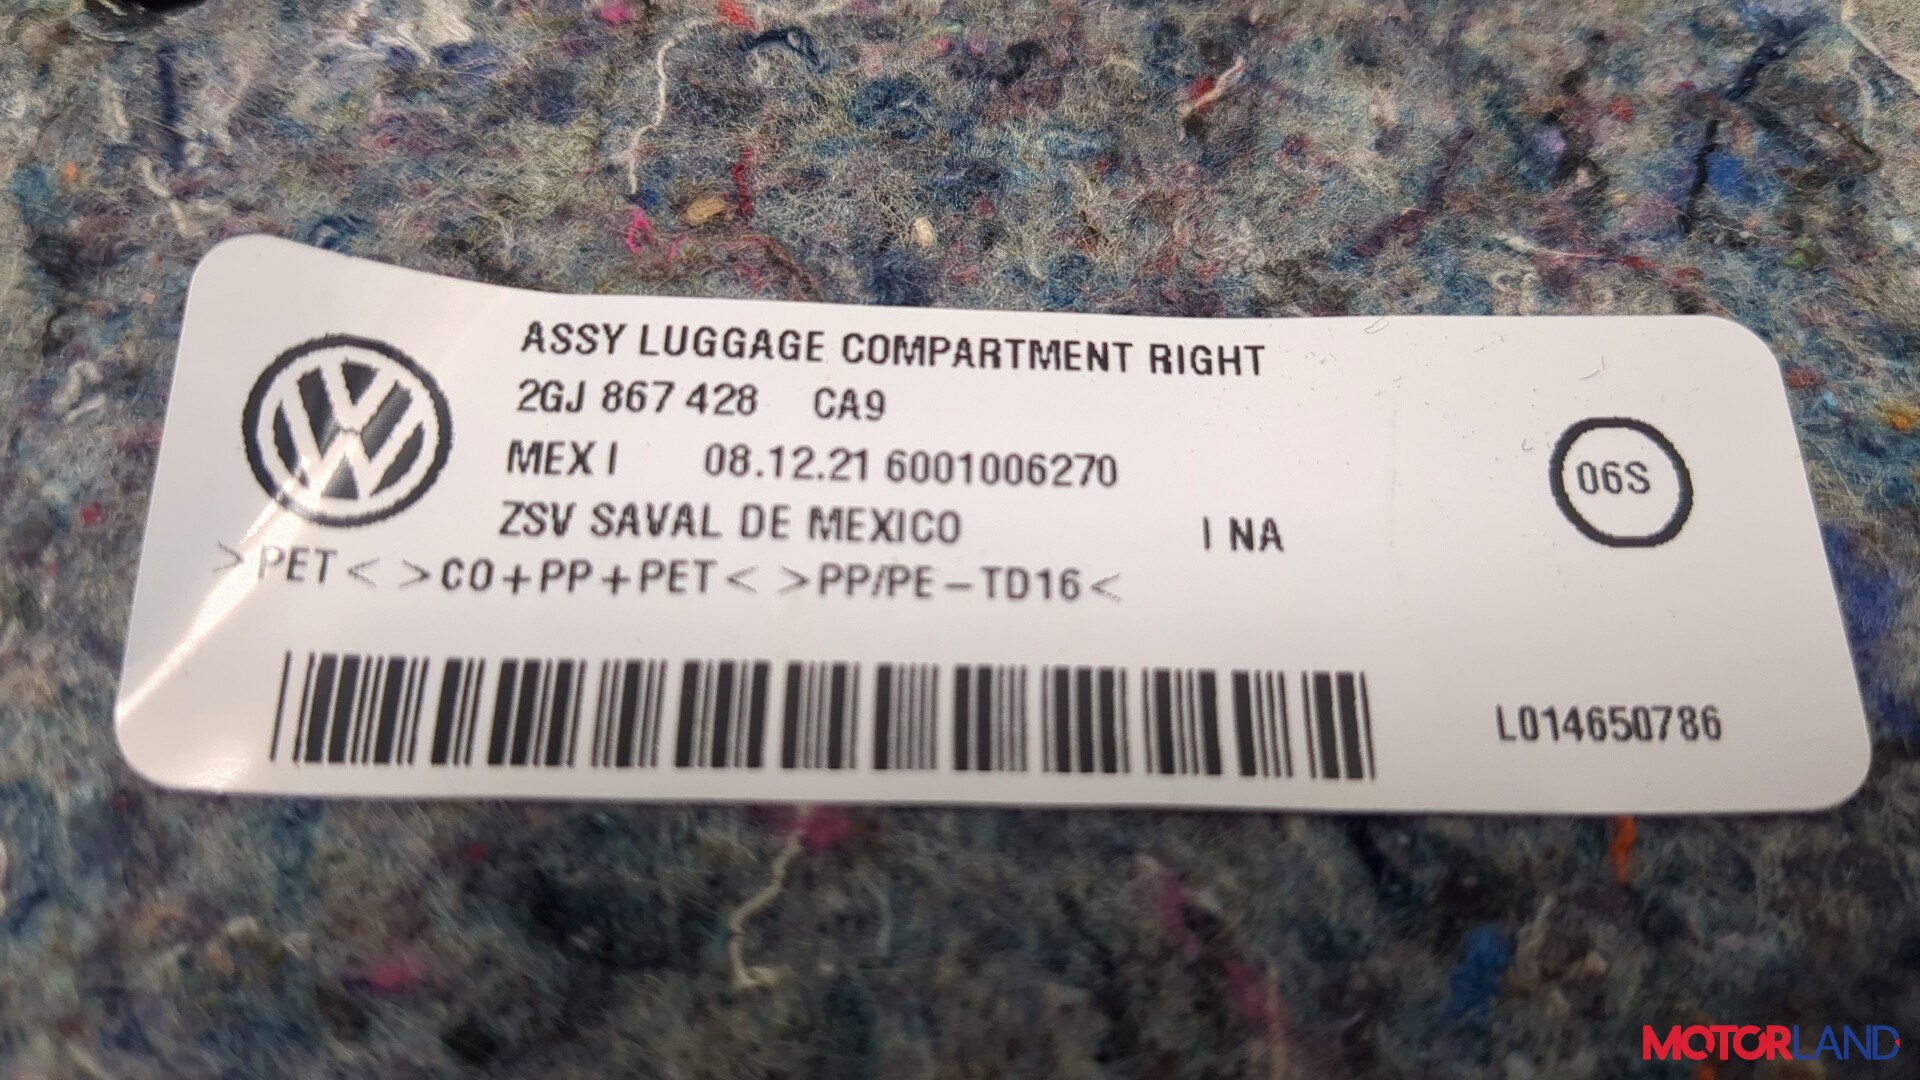 ASSY LUGGAGE COMPARTMENT RIGHT
2GJ 867 428 CA9
MEX I 08.12.21 6001006270
ZSV SAVAL DE MEXICO I NA
06S
>PET< >CO+PP+PET< >PP/PE-TD16<
L014650786
MOTORLAND